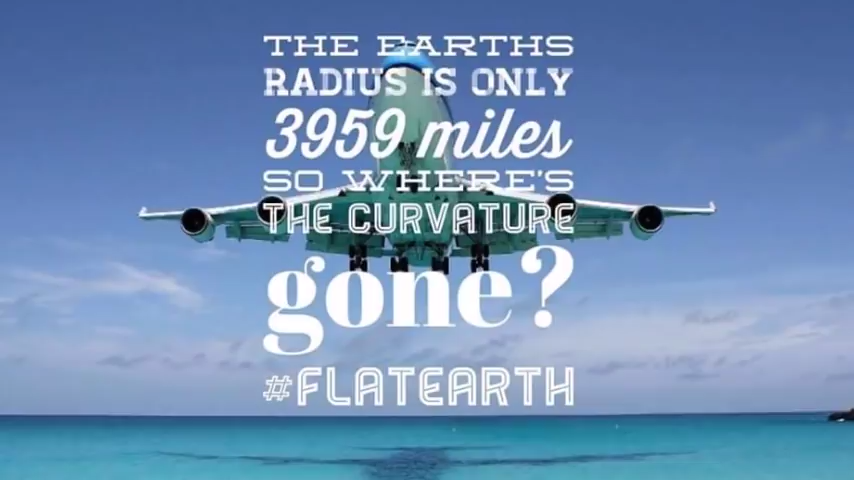 THE EARTHS
RADIUS IS ONLY
3959 miles
SO WHERE'S
THE CURVATURE
gone?
#FLATEARTH